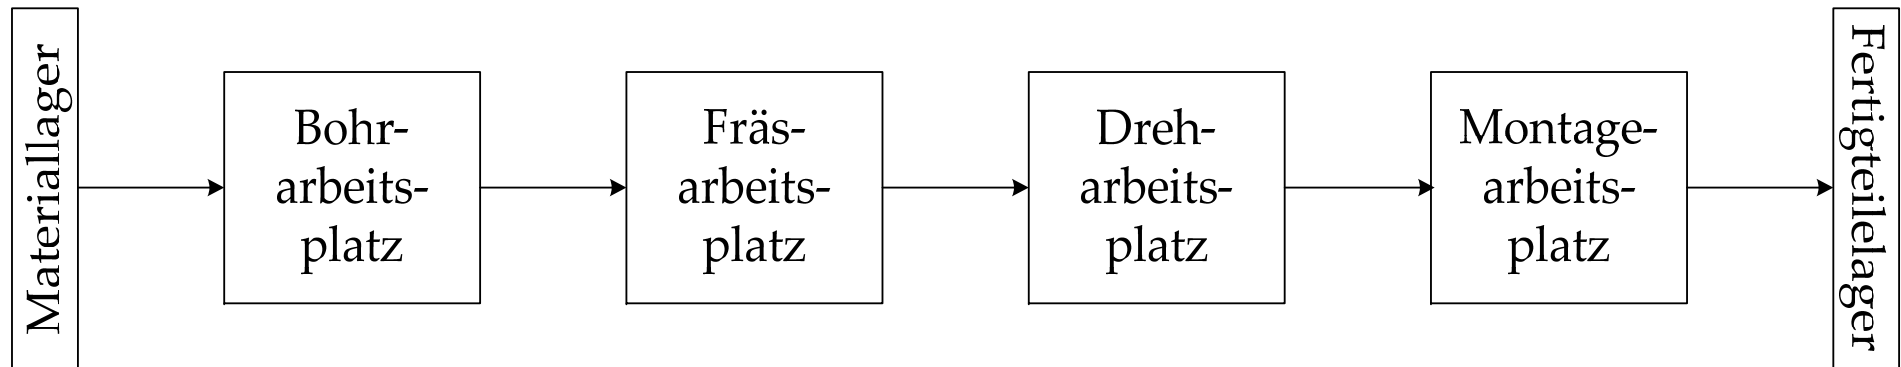 Materiallager
Bohr-
arbeits-
platz
Fräs-
arbeits-
platz
Dreh-
arbeits-
platz
Montage-
arbeits-
platz
Fertigteilelager